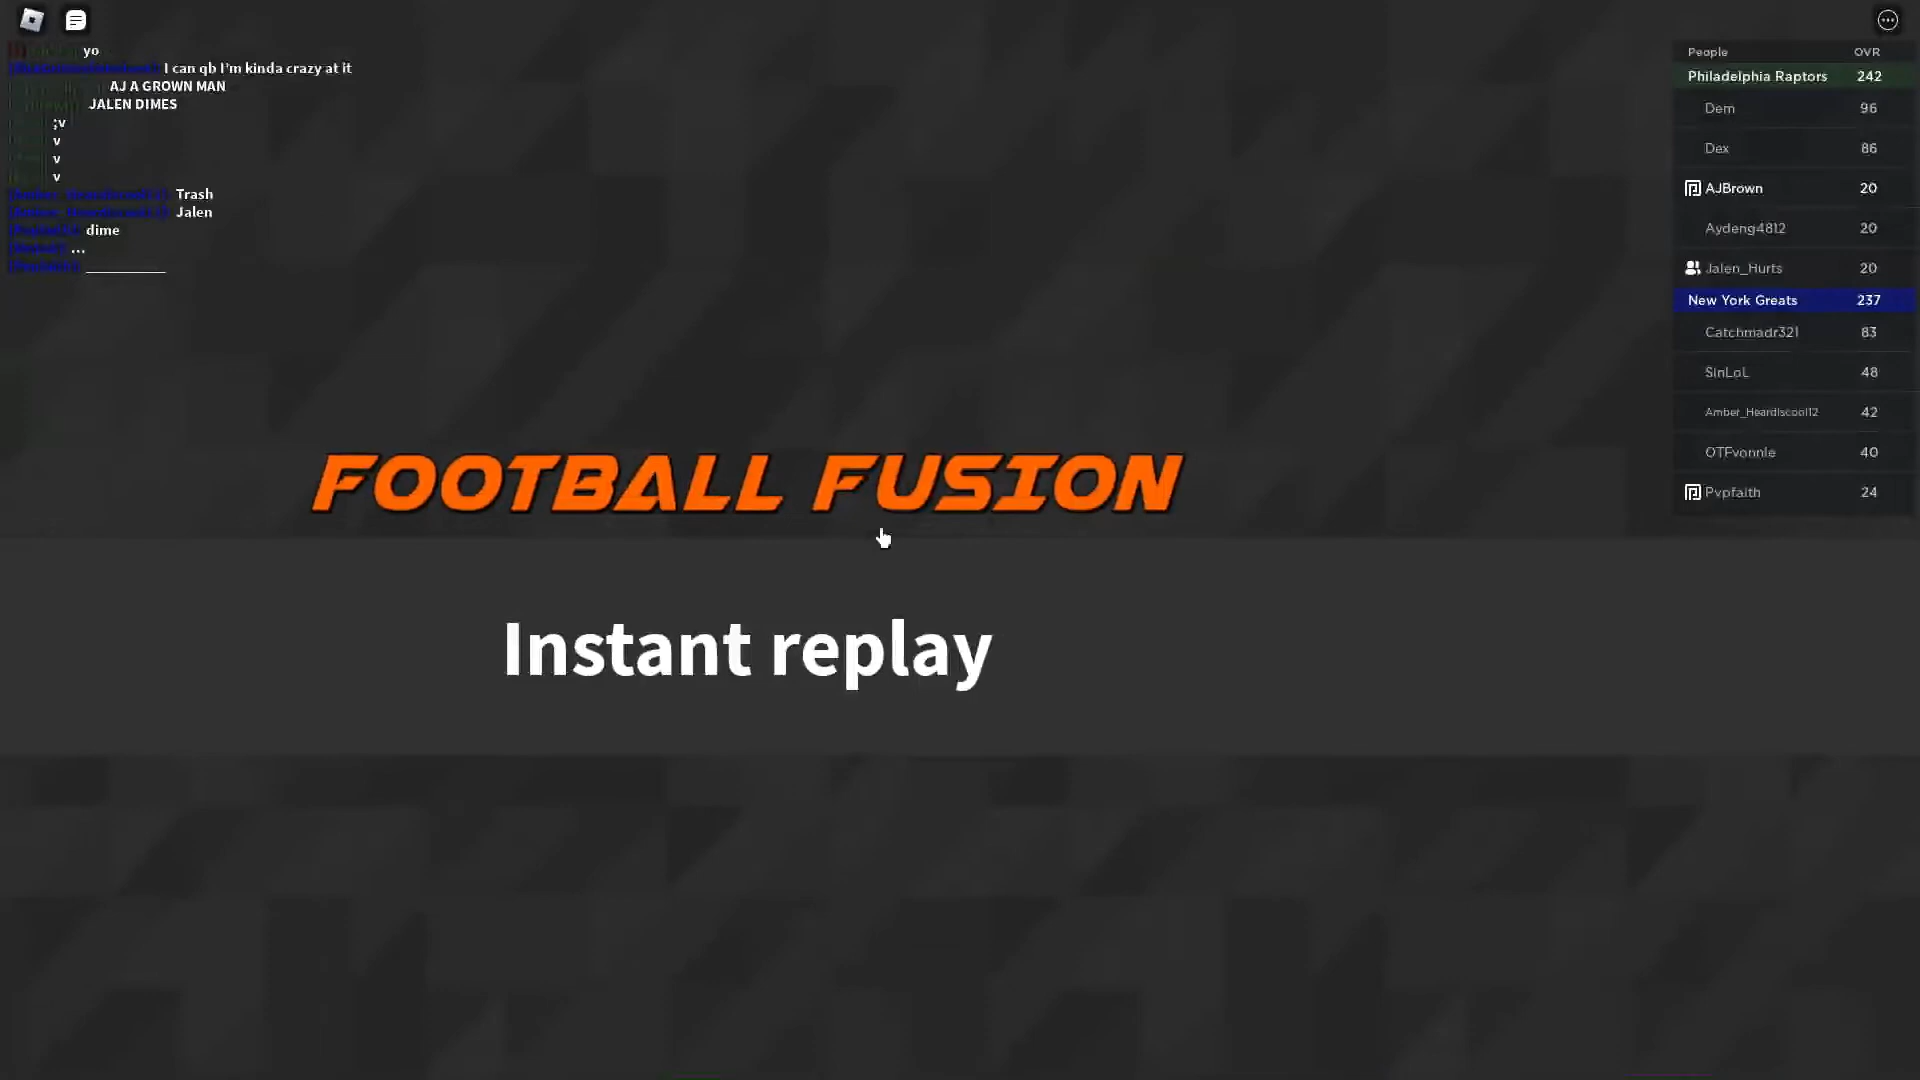 yo
I can qb I'm kinda crazy at it
AJ A GROWN MAN
JALEN DIMES
;v
v
v
v
Trash
Jalen
dime
...
___________
People OVR
Philadelphia Raptors 242
Dem 96
Dex 86
AJBrown 20
Aydeng4812 20
Jalen_Hurts 20
New York Greats 237
Catchmadr321 83
SinLoL 48
Amber_HeardIscool12 42
OTFvonnie 40
Pvpfaith 24
FOOTBALL FUSION
Instant replay